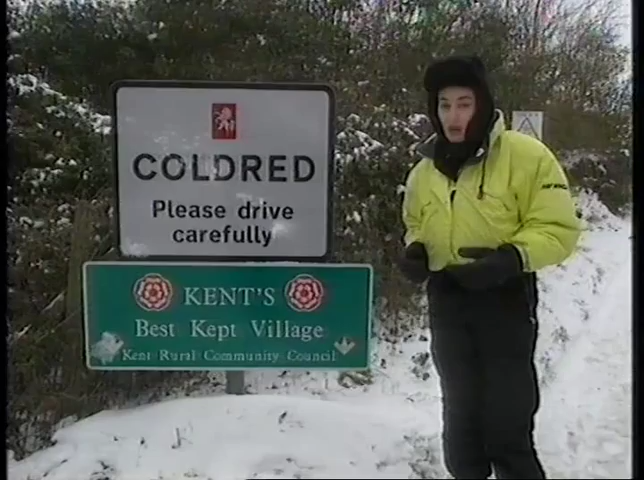 COLDRED
Please drive
carefully
KENT'S
Best Kept Village
Kent Rural Community Council